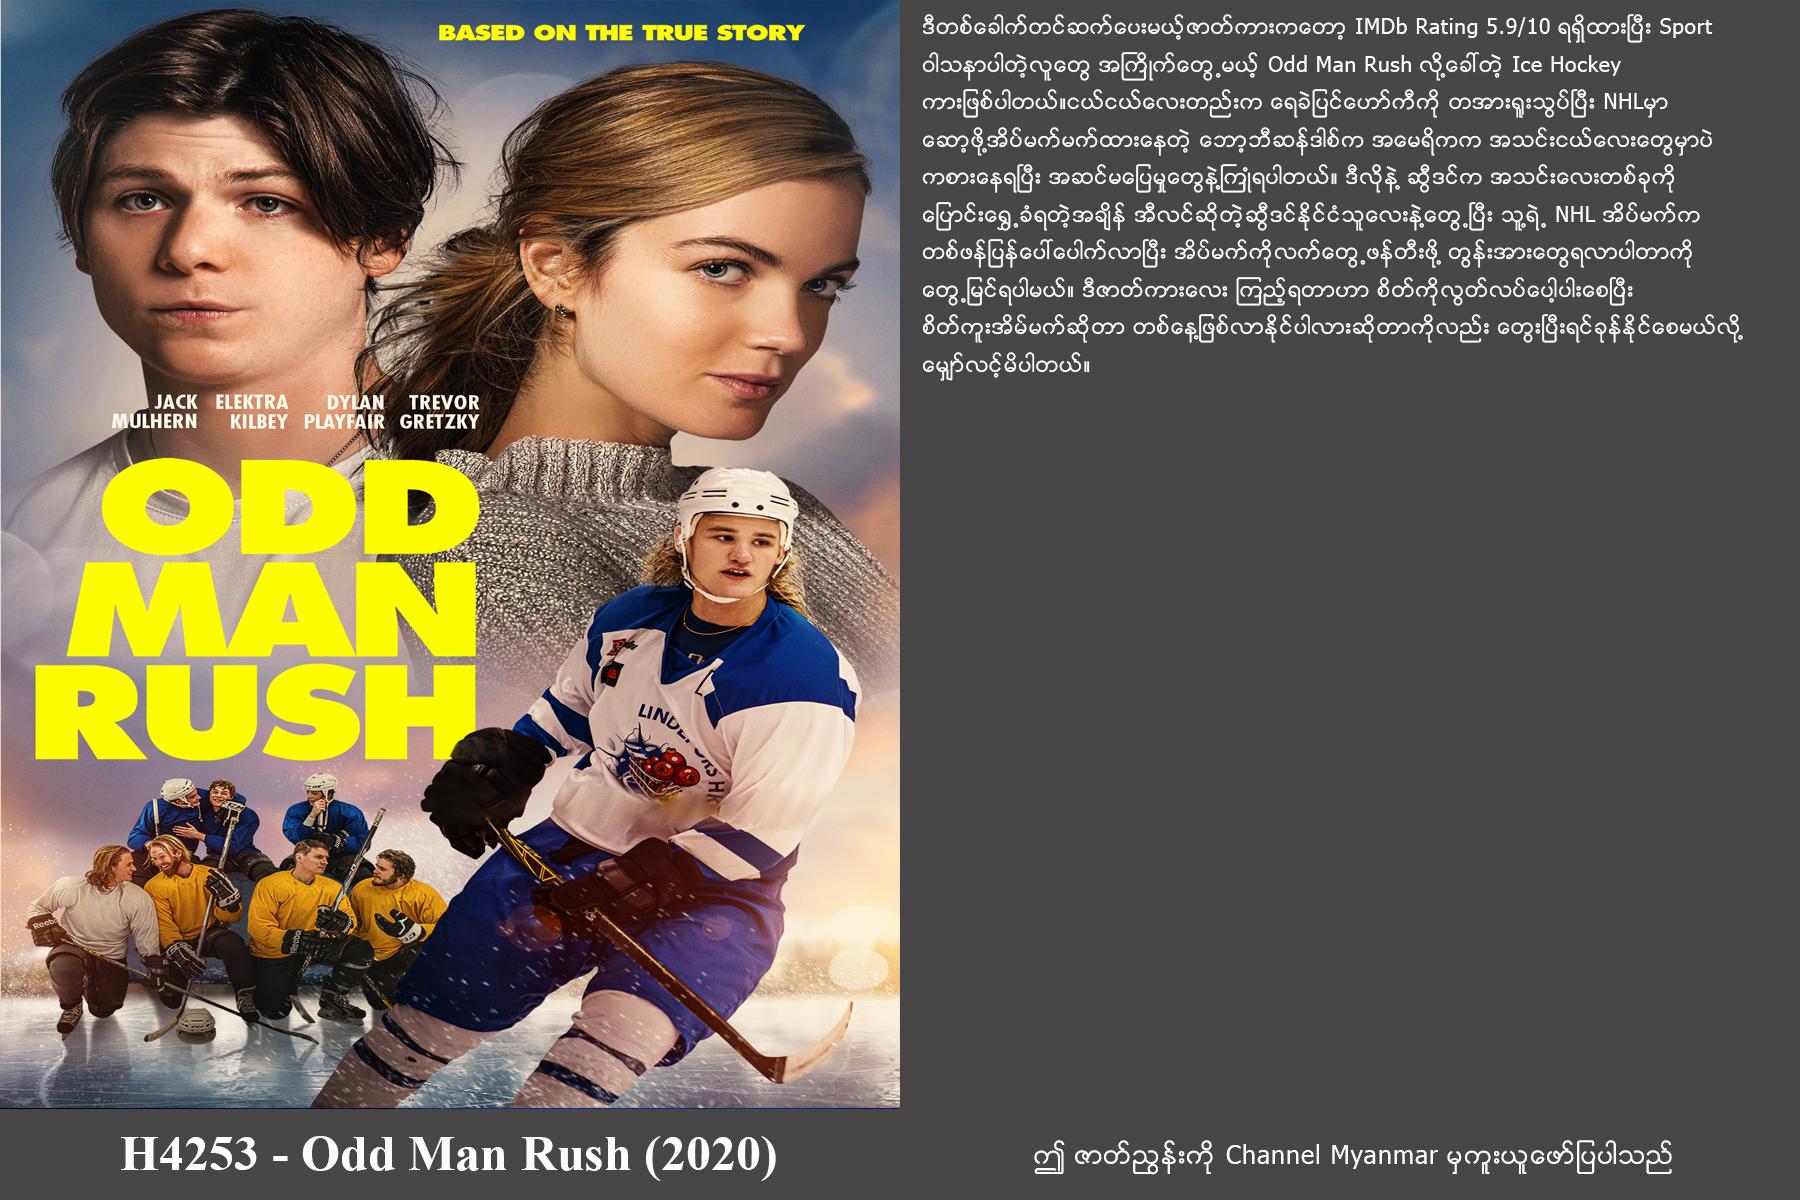 BASED ON THE TRUE STORY
JACK ELEKTRA DYLAN TREVOR
MULHERN KILBEY PLAYFAIR GRETZKY
ODD
MAN
RUSH
H4253 - Odd Man Rush (2020)
ဒီတစ်ခေါက်တင်ဆက်ပေးမယ့်ဇာတ်ကားကတော့ IMDb Rating 5.9/10 ရရှိထားပြီး Sport
ဝါသနာပါတဲ့လူတွေ အကြိုက်တွေ့မယ့် Odd Man Rush လို့ခေါ်တဲ့ Ice Hockey
ကားဖြစ်ပါတယ်။ငယ်ငယ်လေးတည်းက ရေခဲပြင်ဟော်ကီကို တအားရူးသွပ်ပြီး NHLမှာ
ဆော့ဖို့အိပ်မက်မက်ထားနေတဲ့ ဘော့ဘီဆန်ဒါစ်က အမေရိကက အသင်းငယ်လေးတွေမှာပဲ
ကစားနေရပြီး အဆင်မပြေမှုတွေနဲ့ကြုံရပါတယ်။ ဒီလိုနဲ့ ဆွီဒင်က အသင်းလေးတစ်ခုကို
ပြောင်းရွှေ့ခံရတဲ့အချိန် အီလင်ဆိုတဲ့ဆွီဒင်နိုင်ငံသူလေးနဲ့တွေ့ပြီး သူ့ရဲ့ NHL အိပ်မက်က
တစ်ဖန်ပြန်ပေါ်ပေါက်လာပြီး အိပ်မက်ကိုလက်တွေ့ဖန်တီးဖို့ တွန်းအားတွေရလာပါတာကို
တွေ့မြင်ရပါမယ်။ ဒီဇာတ်ကားလေး ကြည့်ရတာဟာ စိတ်ကိုလွတ်လပ်ပေါ့ပါးစေပြီး
စိတ်ကူးအိမ်မက်ဆိုတာ တစ်နေ့ဖြစ်လာနိုင်ပါလားဆိုတာကိုလည်း တွေးပြီးရင်ခုန်နိုင်စေမယ်လို့
မျှော်လင့်မိပါတယ်။
ဤ ဇာတ်ညွှန်းကို Channel Myanmar မှကူးယူဖော်ပြပါသည်